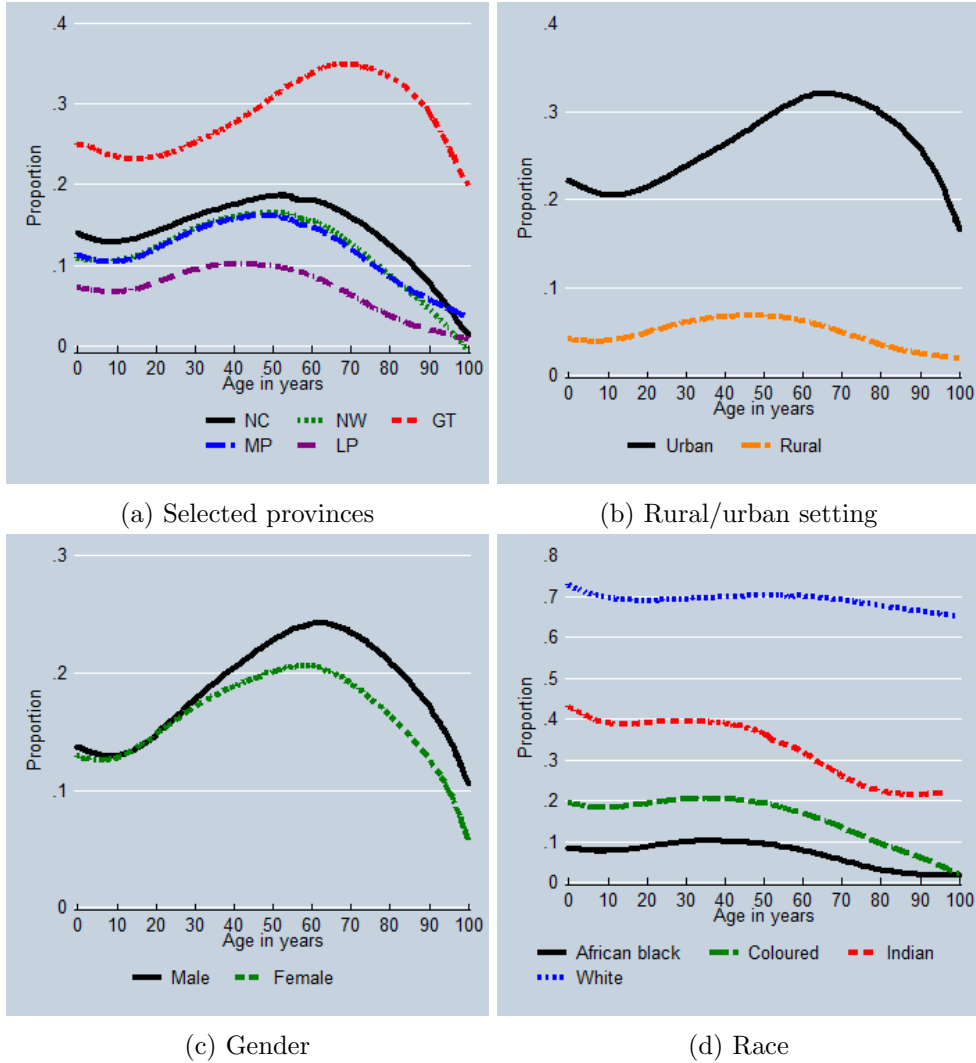 .4
.3
.2
.1
0
Proportion
0 10 20 30 40 50 60 70 80 90 100
Age in years
NC NW GT
MP LP
(a) Selected provinces
.4
.3
.2
.1
0
Proportion
0 10 20 30 40 50 60 70 80 90 100
Age in years
Urban Rural
(b) Rural/urban setting
.3
.2
.1
0
Proportion
0 10 20 30 40 50 60 70 80 90 100
Age in years
Male Female
(c) Gender
.8
.7
.6
.5
.4
.3
.2
.1
0
Proportion
0 10 20 30 40 50 60 70 80 90 100
Age in years
African black Coloured Indian
White
(d) Race